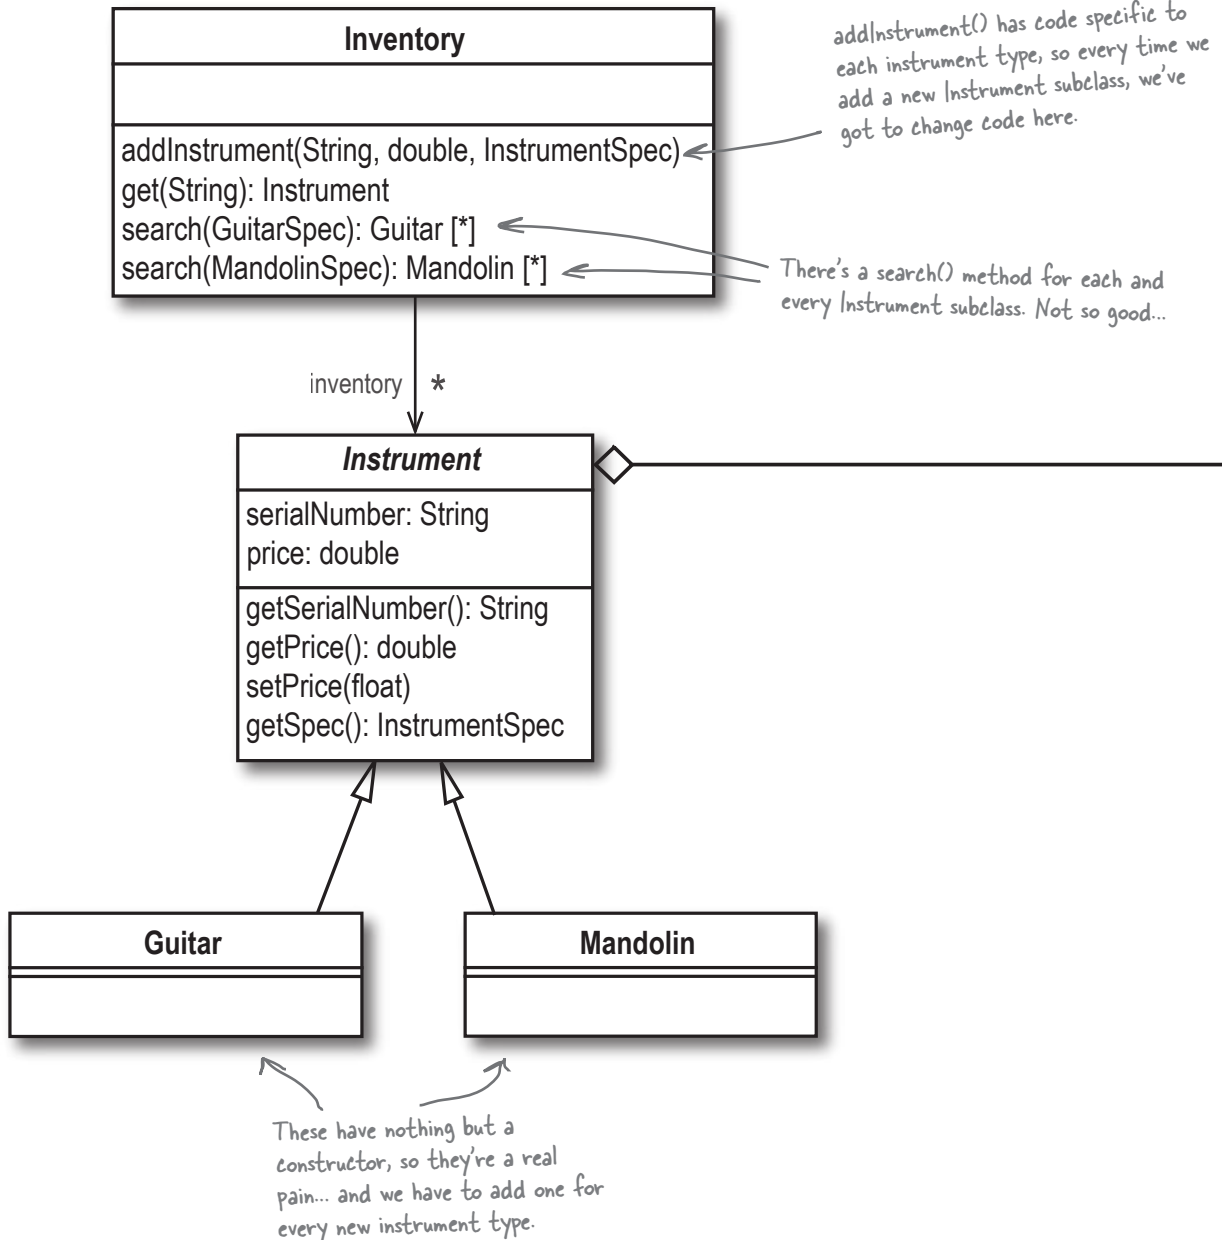 Inventory
addInstrument(String, double, InstrumentSpec)
get(String): Instrument
search(GuitarSpec): Guitar [*]
search(MandolinSpec): Mandolin [*]
addInstrument() has code specific to
each instrument type, so every time we
add a new Instrument subclass, we've
got to change code here.
There's a search() method for each and
every Instrument subclass. Not so good...
inventory *
Instrument
serialNumber: String
price: double
getSerialNumber(): String
getPrice(): double
setPrice(float)
getSpec(): InstrumentSpec
Guitar
Mandolin
These have nothing but a
constructor, so they're a real
pain... and we have to add one for
every new instrument type.